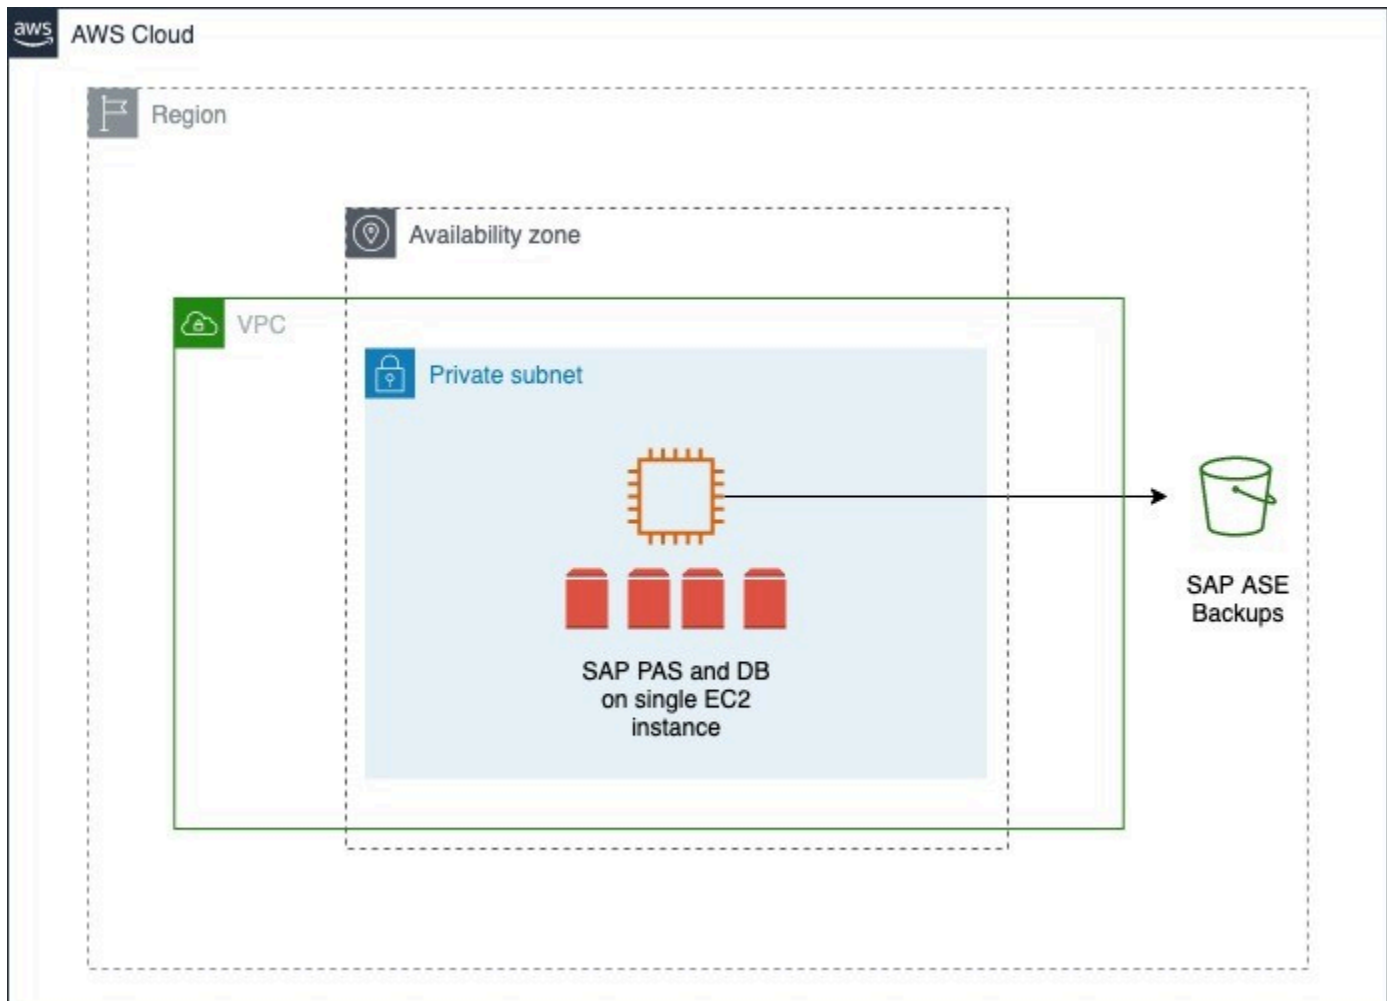 aws
AWS Cloud
Region
Availability zone
VPC
Private subnet
SAP ASE
Backups
SAP PAS and DB
on single EC2
instance